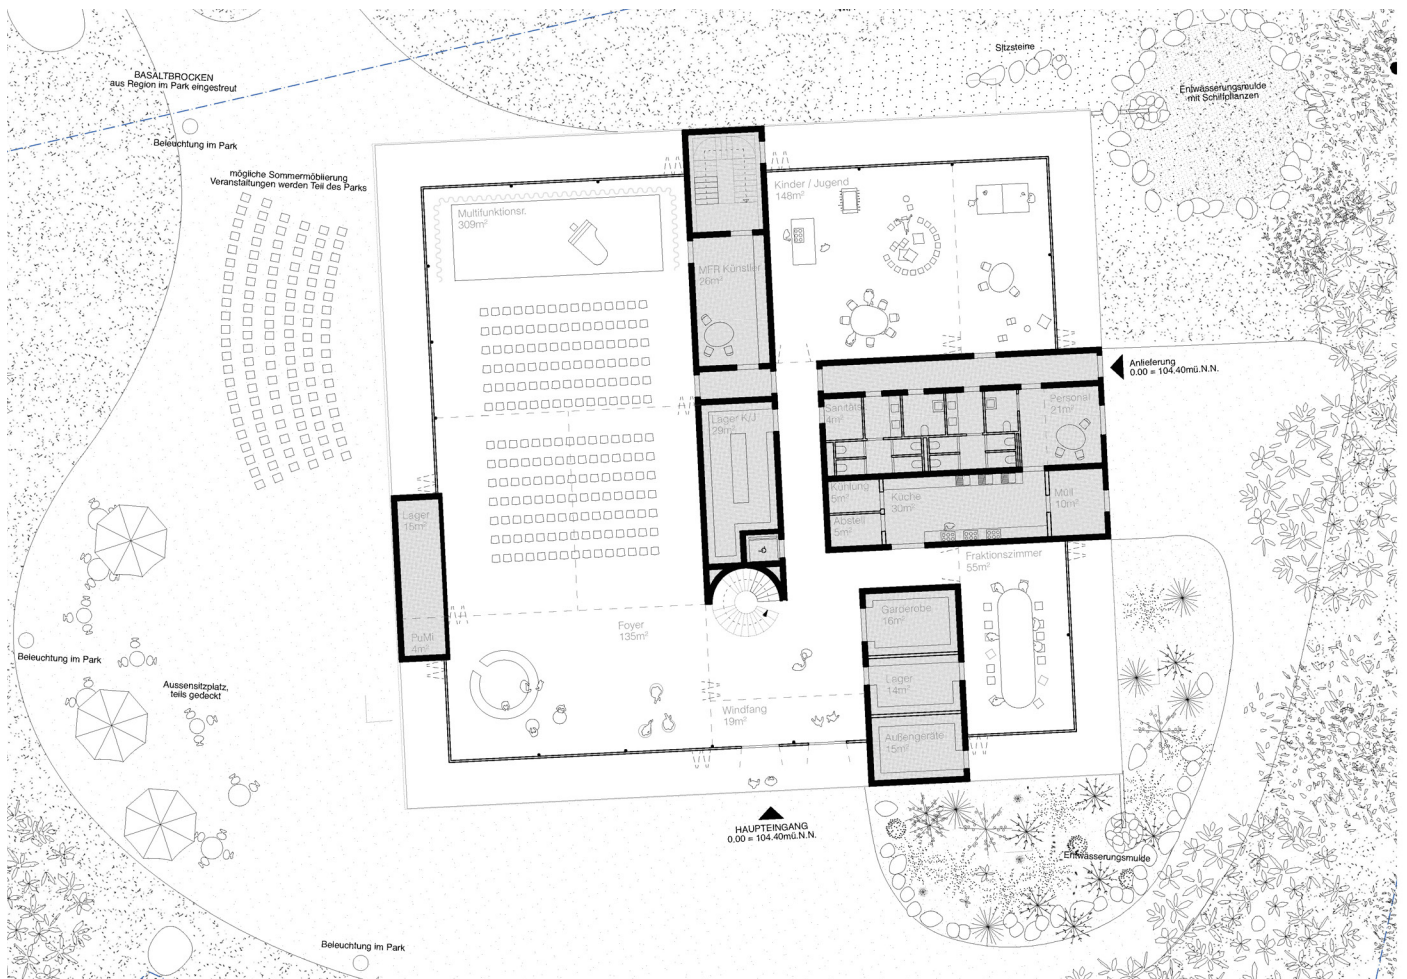 Sitzsteine
BASALTBROCKEN
aus Region im Park eingestreut
Entwässerungsmulde
mit Schilfpflanzen
Beleuchtung im Park
mögliche Sommermöblierung
Veranstaltungen werden Teil des Parks
Kinder / Jugend
148m²
Multifunktionsr.
309m²
MFR Künstler
26m²
Anlieferung
0.00 = 104.40mü.N.N.
Personal
21m²
Sanitäts
4m²
Lager K/J
29m²
Kühlung
5m²
Küche
30m²
Müll
10m²
Lager
15m²
Abstell
5m²
Fraktionszimmer
55m²
Garderobe
16m²
Foyer
135m²
PuMi
4m²
Beleuchtung im Park
Aussensitzplatz,
teils gedeckt
Lager
14m²
Windfang
19m²
Außengeräte
15m²
HAUPTEINGANG
0.00 = 104.40mü.N.N.
Entwässerungsmulde
Beleuchtung im Park